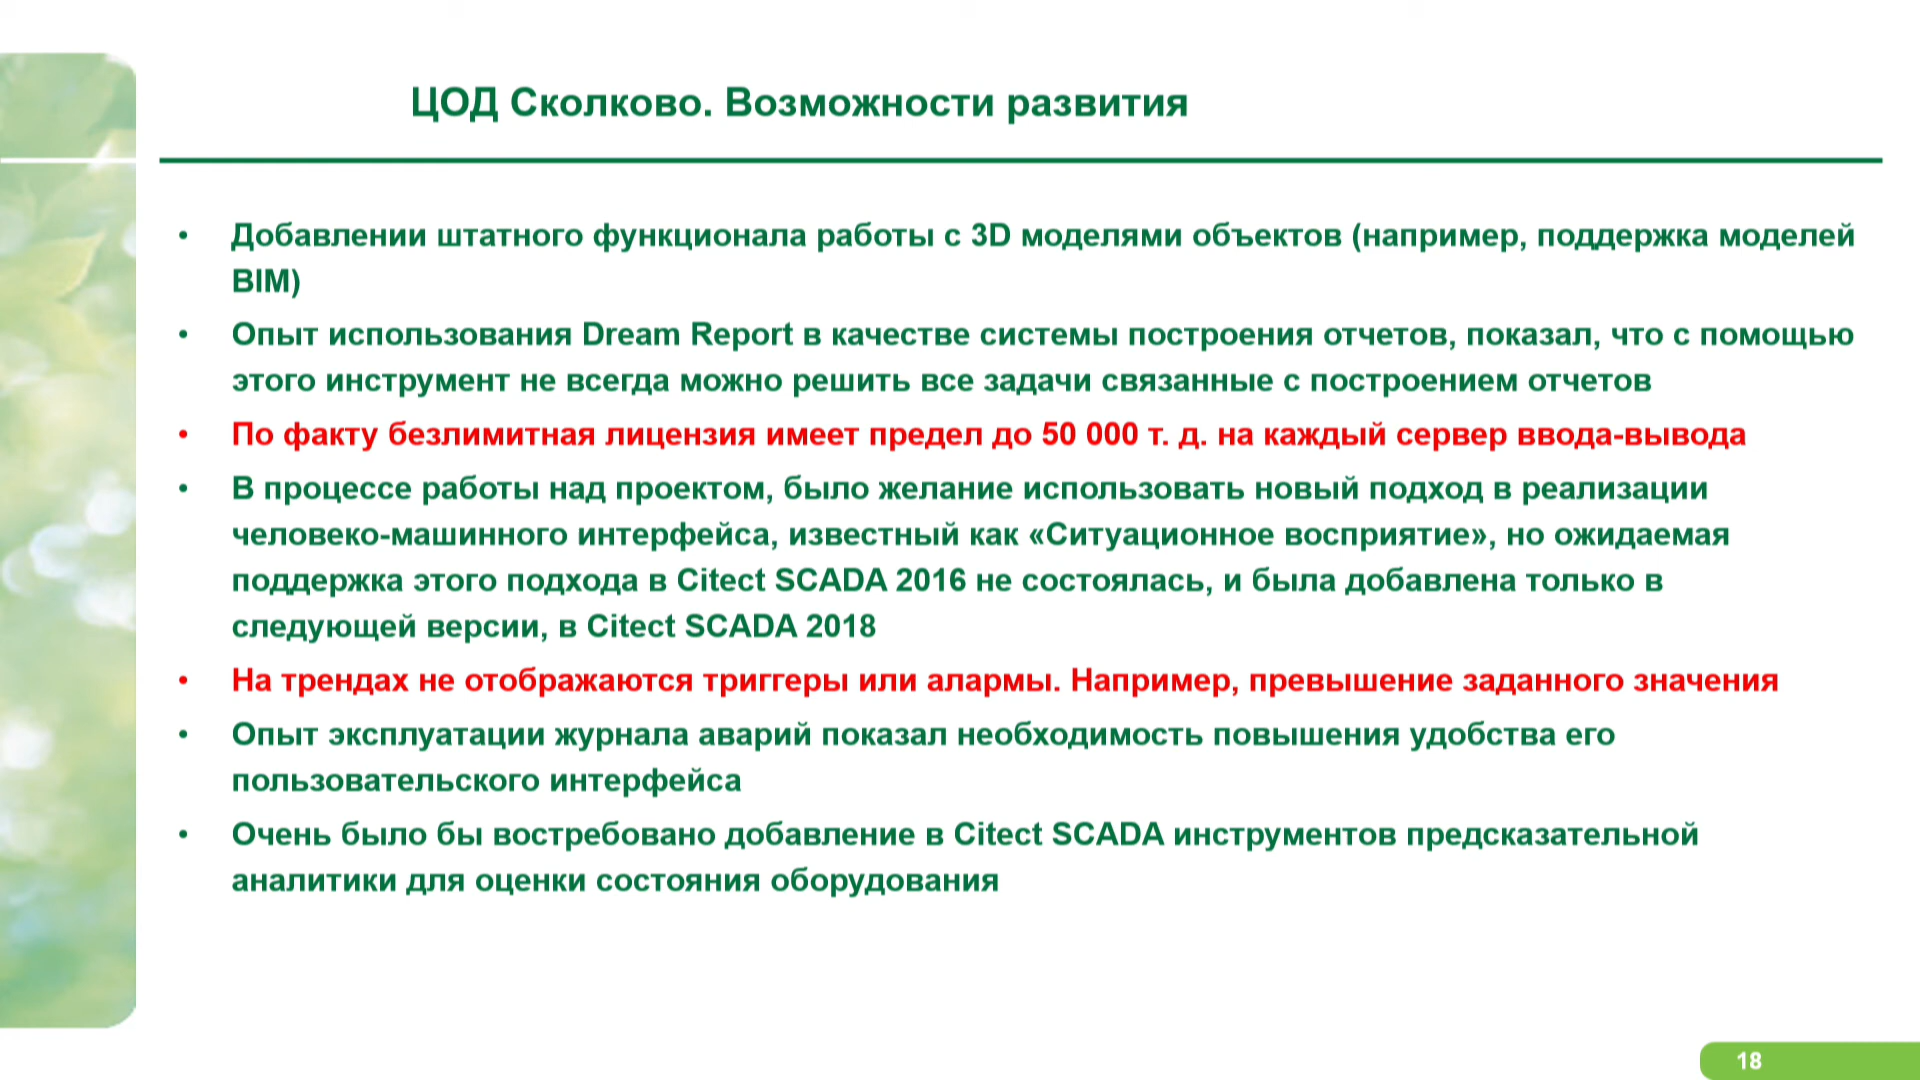 ЦОД Сколково. Возможности развития
• Добавлении штатного функционала работы с 3D моделями объектов (например, поддержка моделей
BIM)
• Опыт использования Dream Report в качестве системы построения отчетов, показал, что с помощью
этого инструмент не всегда можно решить все задачи связанные с построением отчетов
• По факту безлимитная лицензия имеет предел до 50 000 т. д. на каждый сервер ввода-вывода
• В процессе работы над проектом, было желание использовать новый подход в реализации
человеко-машинного интерфейса, известный как «Ситуационное восприятие», но ожидаемая
поддержка этого подхода в Citect SCADA 2016 не состоялась, и была добавлена только в
следующей версии, в Citect SCADA 2018
• На трендах не отображаются триггеры или алармы. Например, превышение заданного значения
• Опыт эксплуатации журнала аварий показал необходимость повышения удобства его
пользовательского интерфейса
• Очень было бы востребовано добавление в Citect SCADA инструментов предсказательной
аналитики для оценки состояния оборудования
18